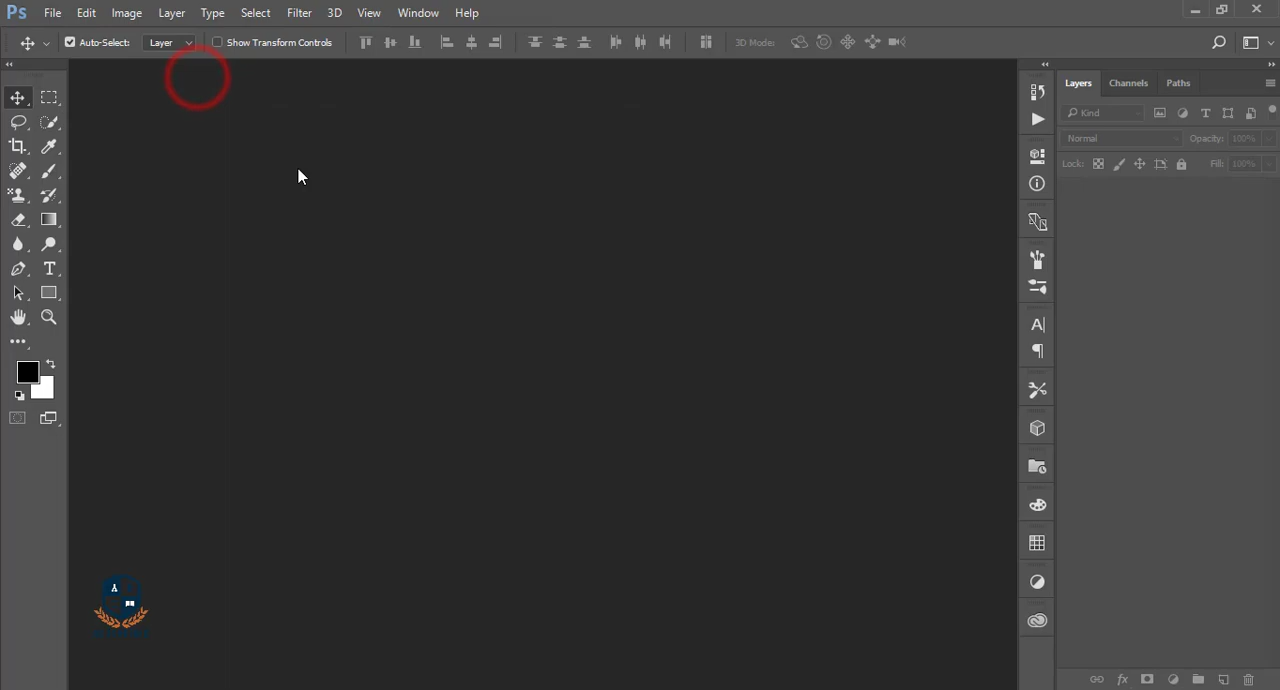 Ps File Edit Image Layer Type Select Filter 3D View Window Help
Auto-Select: Layer Show Transform Controls 3D Mode:
Layers Channels Paths
Kind
Normal Opacity: 100%
Lock: Fill: 100%